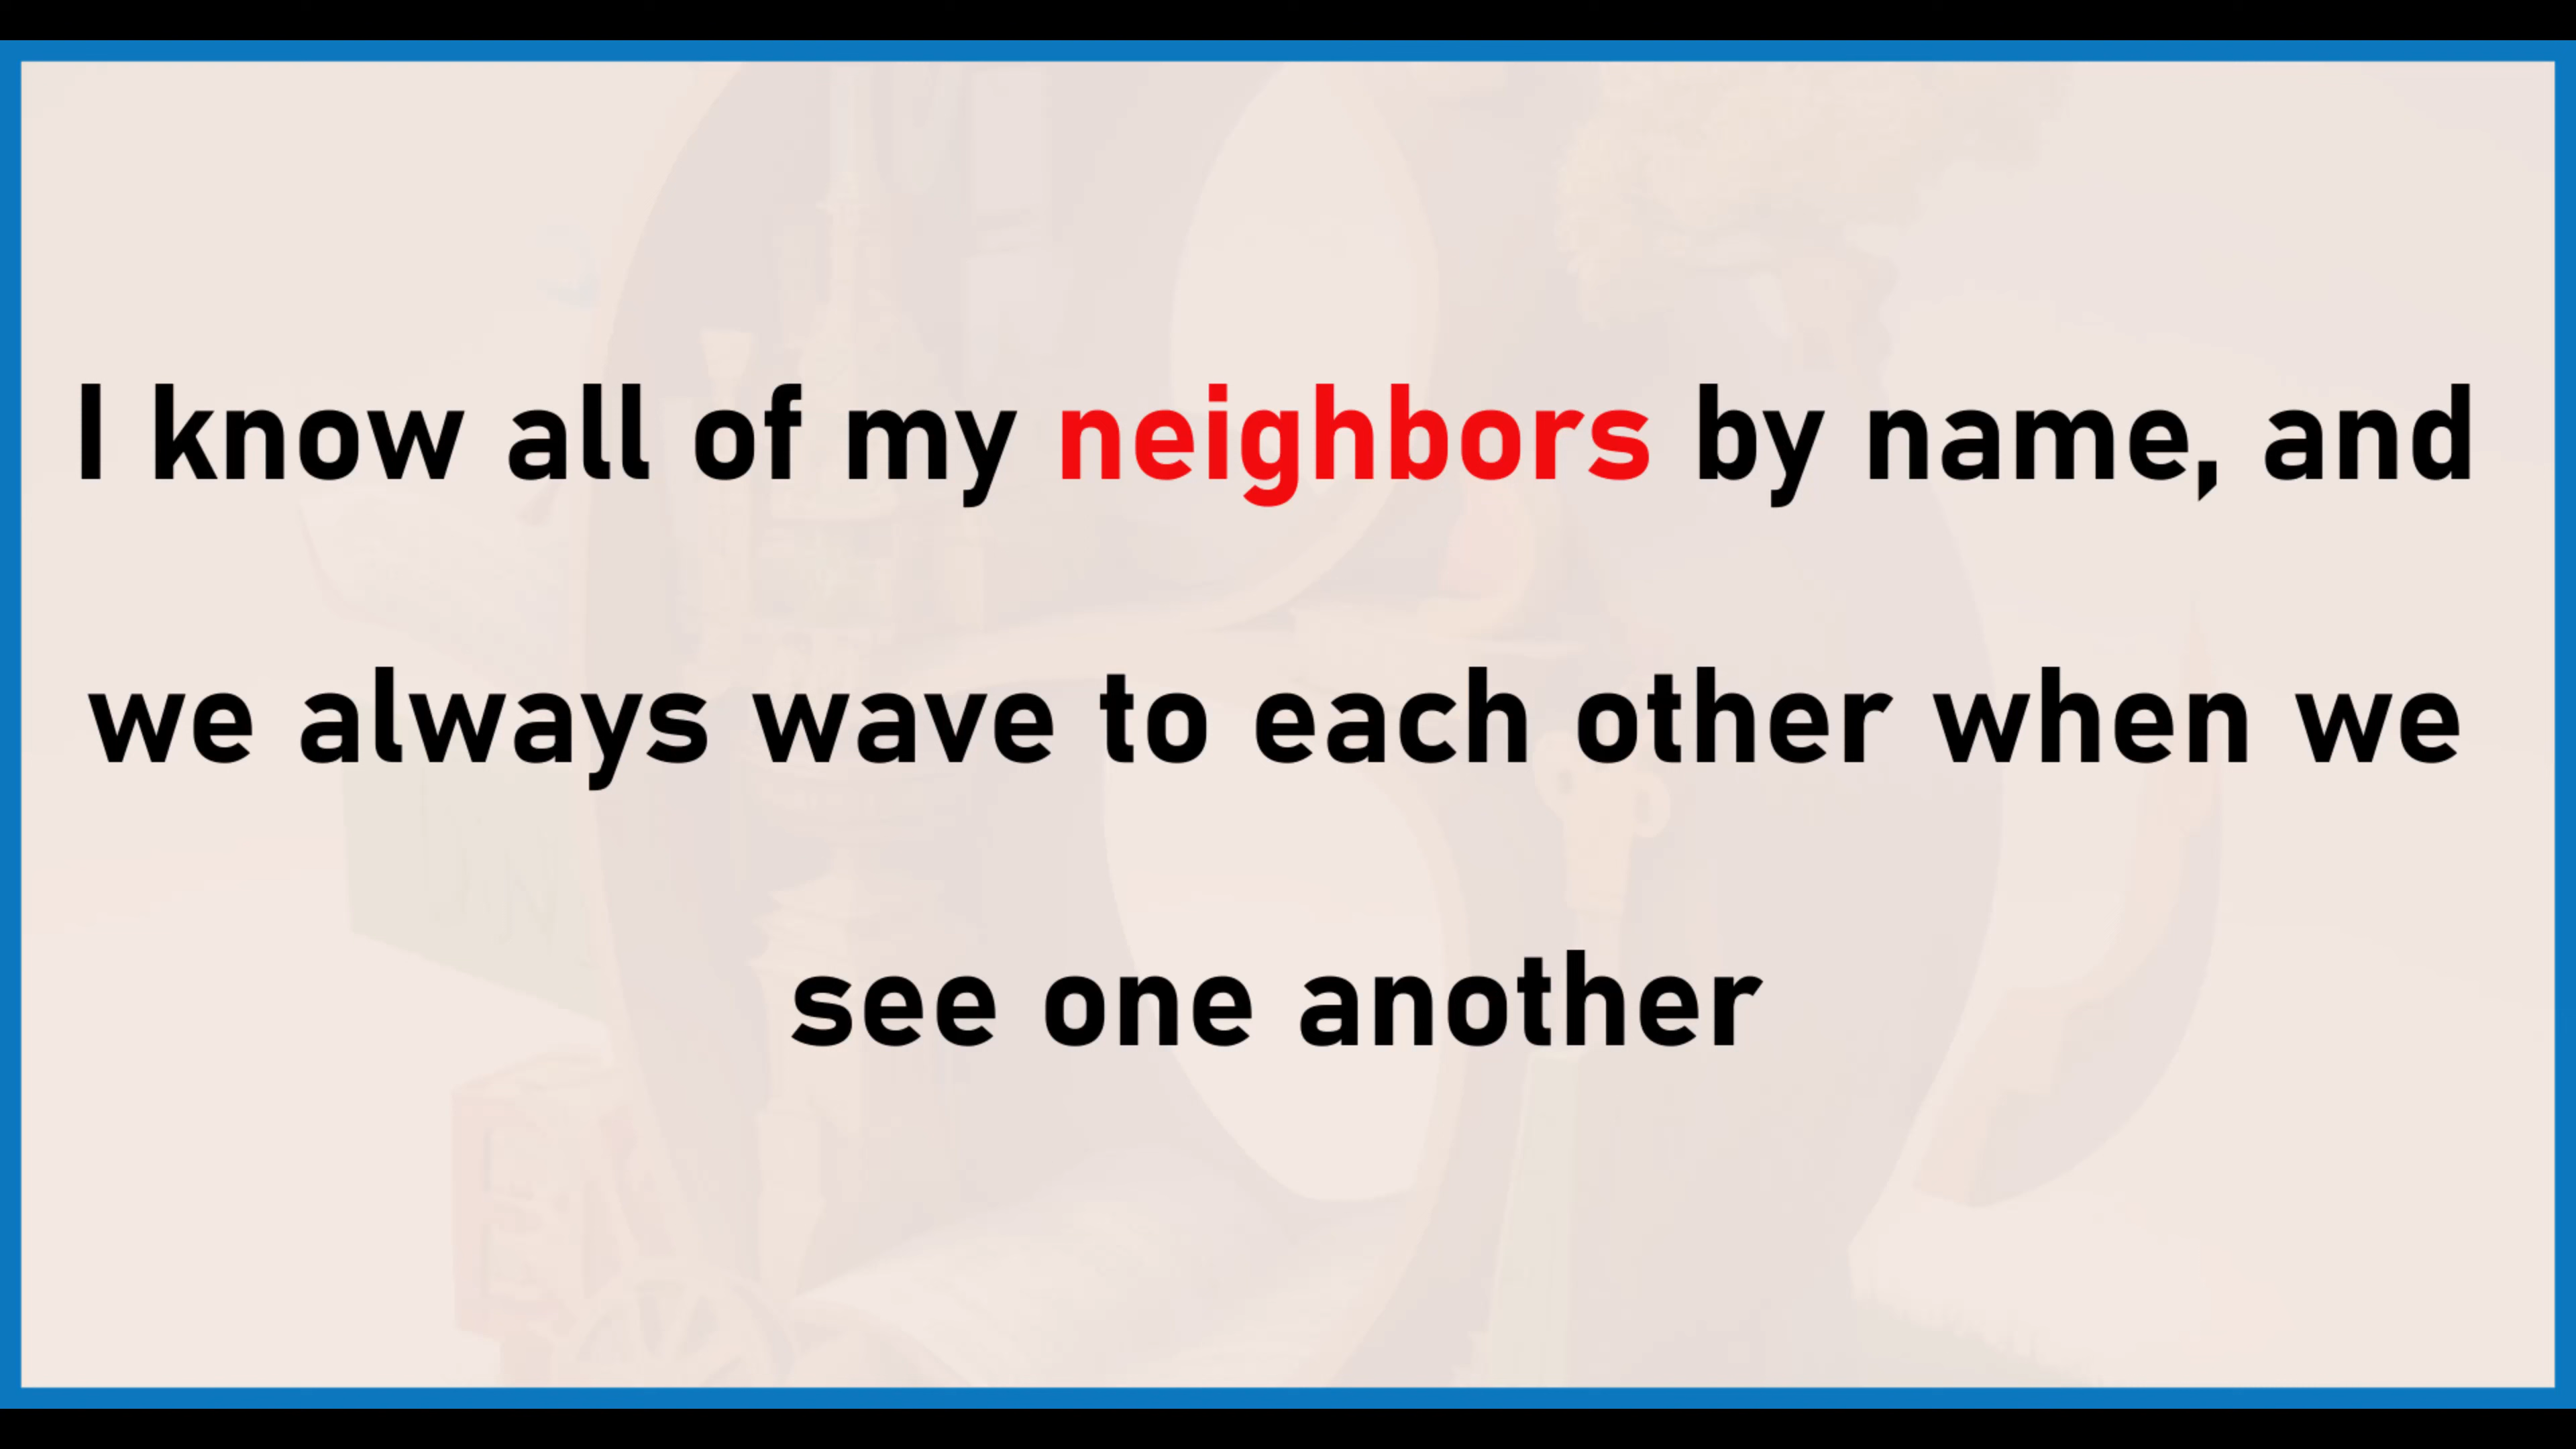 I know all of my neighbors by name, and
we always wave to each other when we
see one another